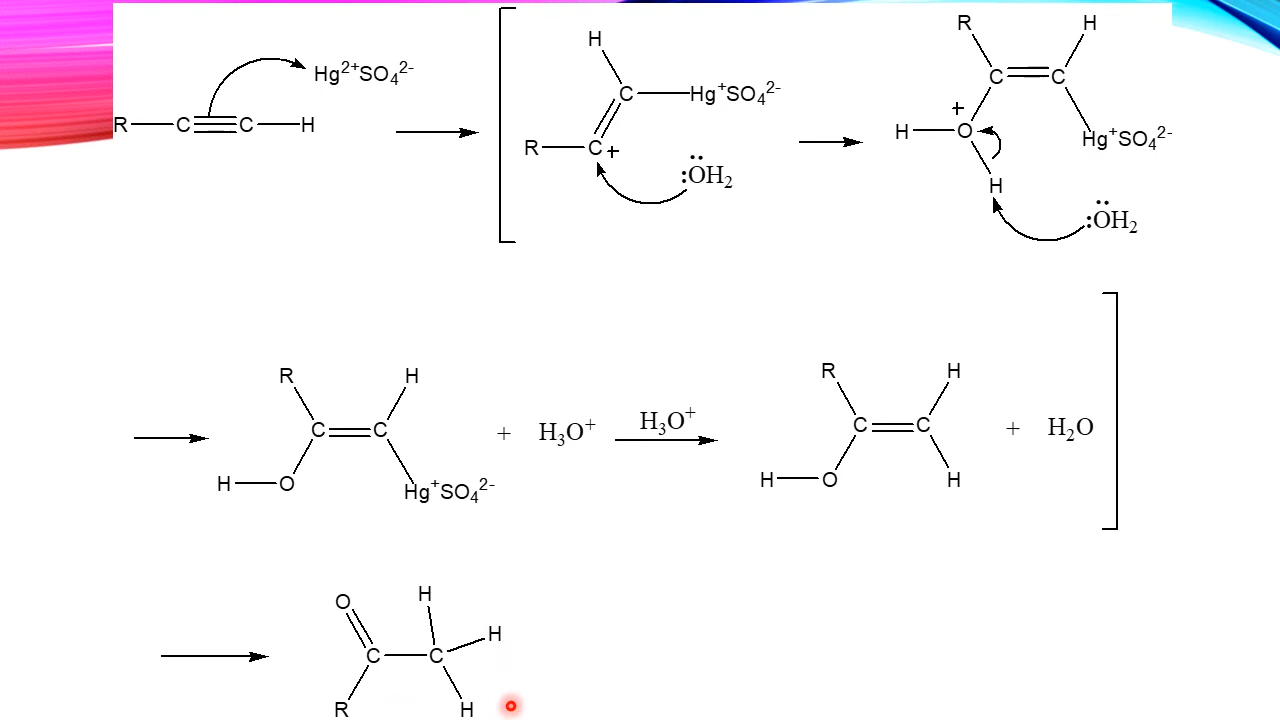 R C C H Hg²⁺SO₄²⁻
H C Hg⁺SO₄²⁻ R C + :ÖH₂
R H C C + H O Hg⁺SO₄²⁻ H :ÖH₂
R H C C H O Hg⁺SO₄²⁻ + H₃O⁺ H₃O⁺
R H C C H O H + H₂O
O H H C C R H